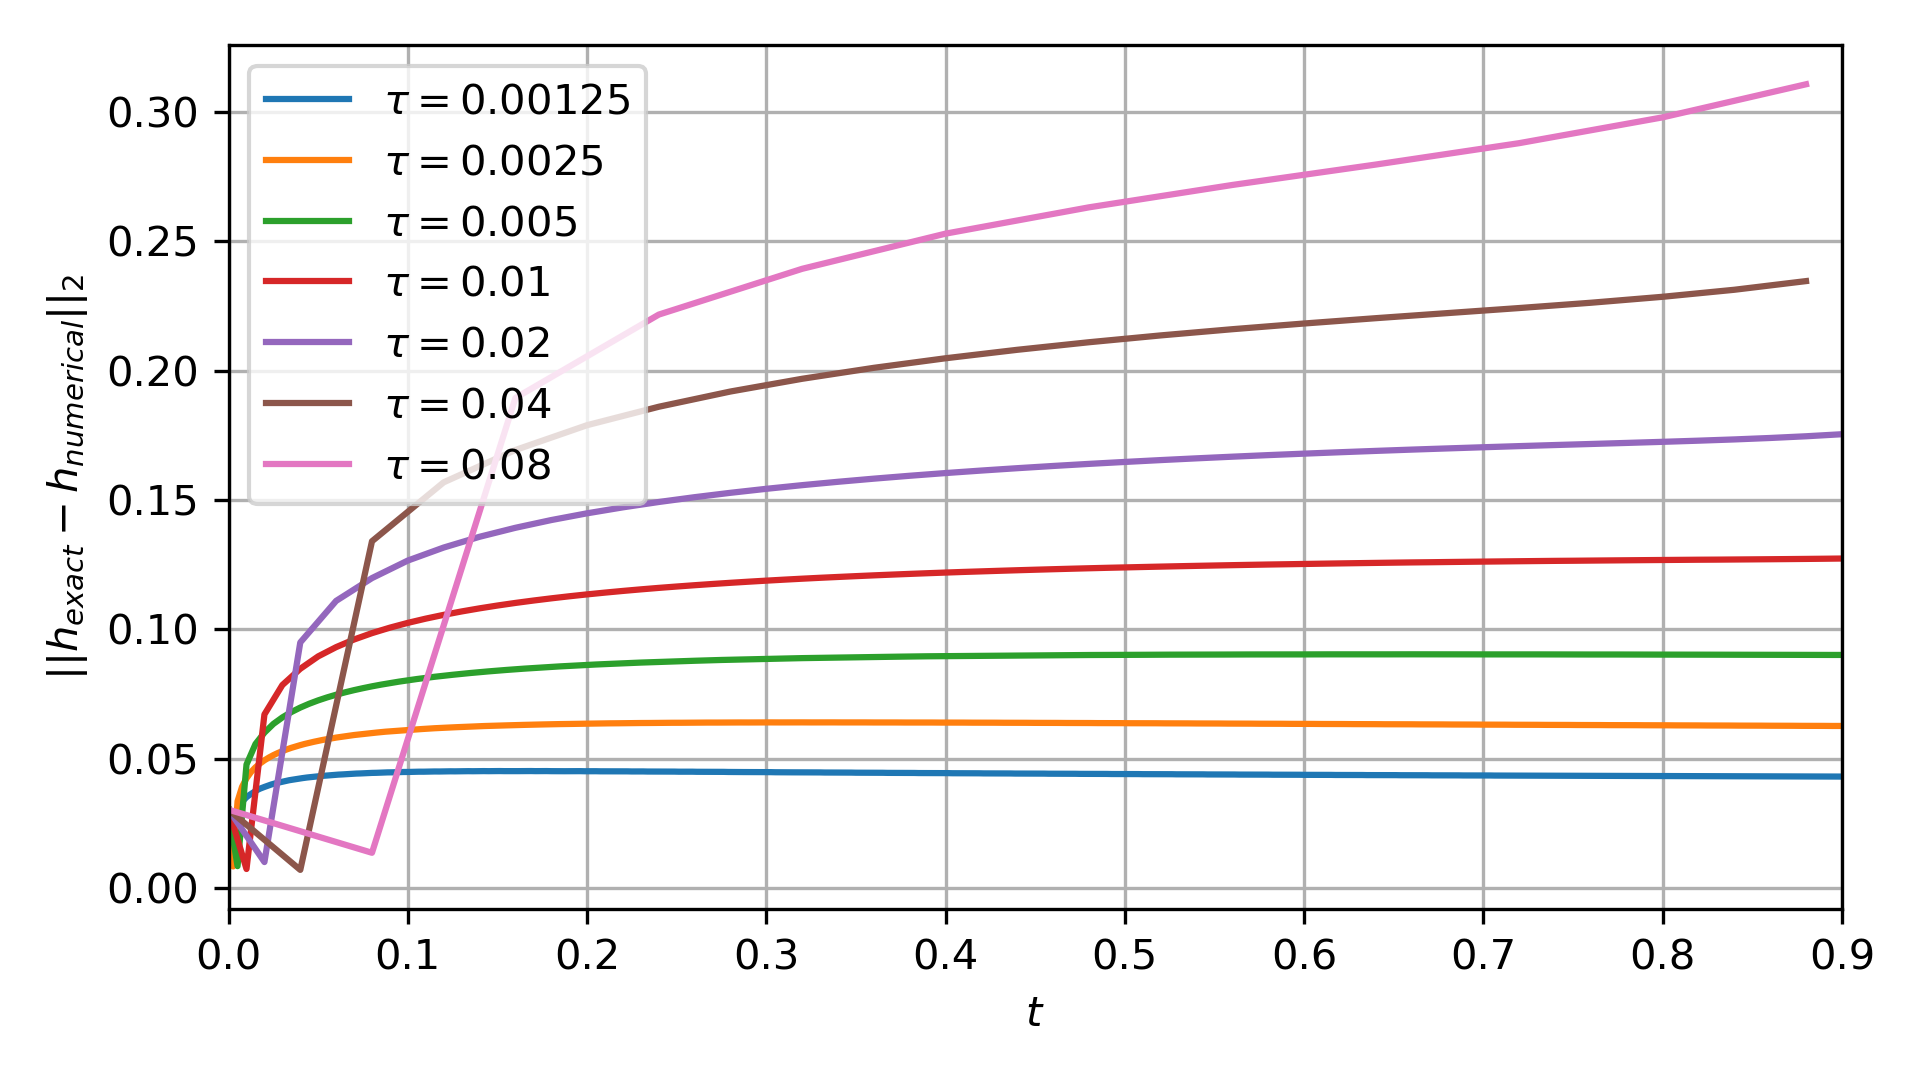 τ = 0.00125
τ = 0.0025
τ = 0.005
τ = 0.01
τ = 0.02
τ = 0.04
τ = 0.08
||h_exact − h_numerical||_2
0.30
0.25
0.20
0.15
0.10
0.05
0.00
0.0 0.1 0.2 0.3 0.4 0.5 0.6 0.7 0.8 0.9
t